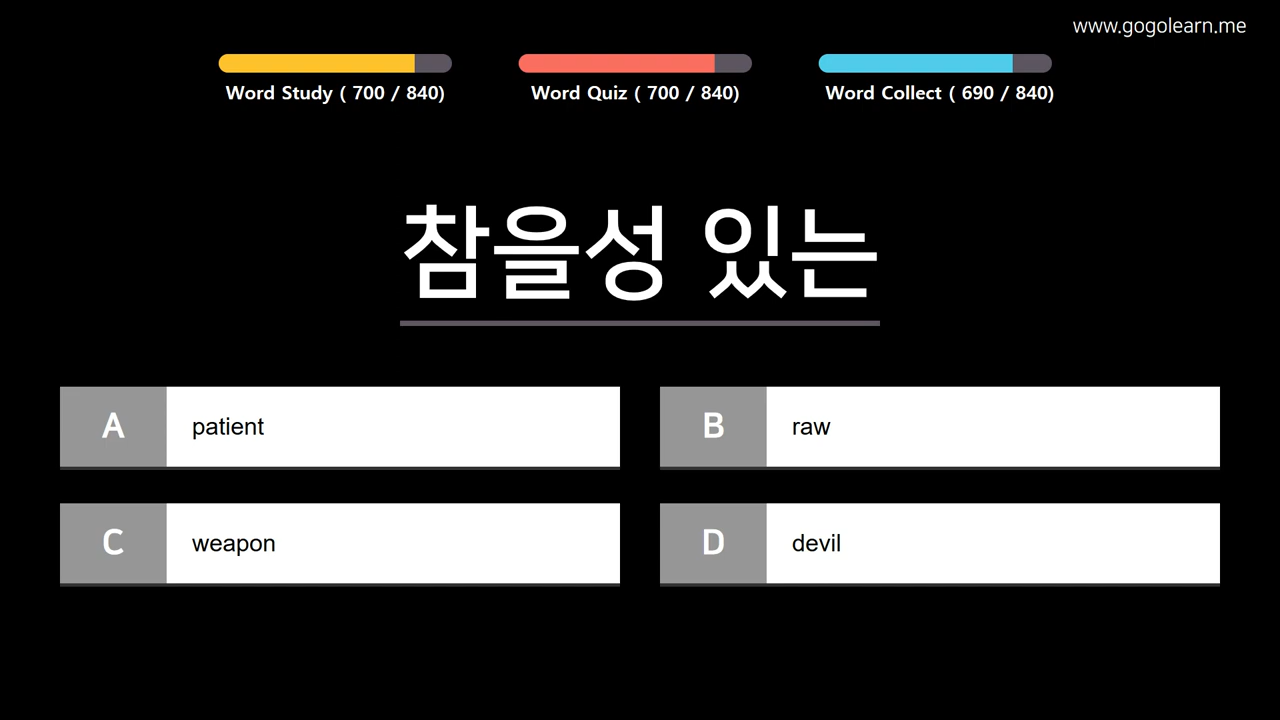 www.gogolearn.me
Word Study ( 700 / 840)
Word Quiz ( 700 / 840)
Word Collect ( 690 / 840)
참을성 있는
A patient
B raw
C weapon
D devil